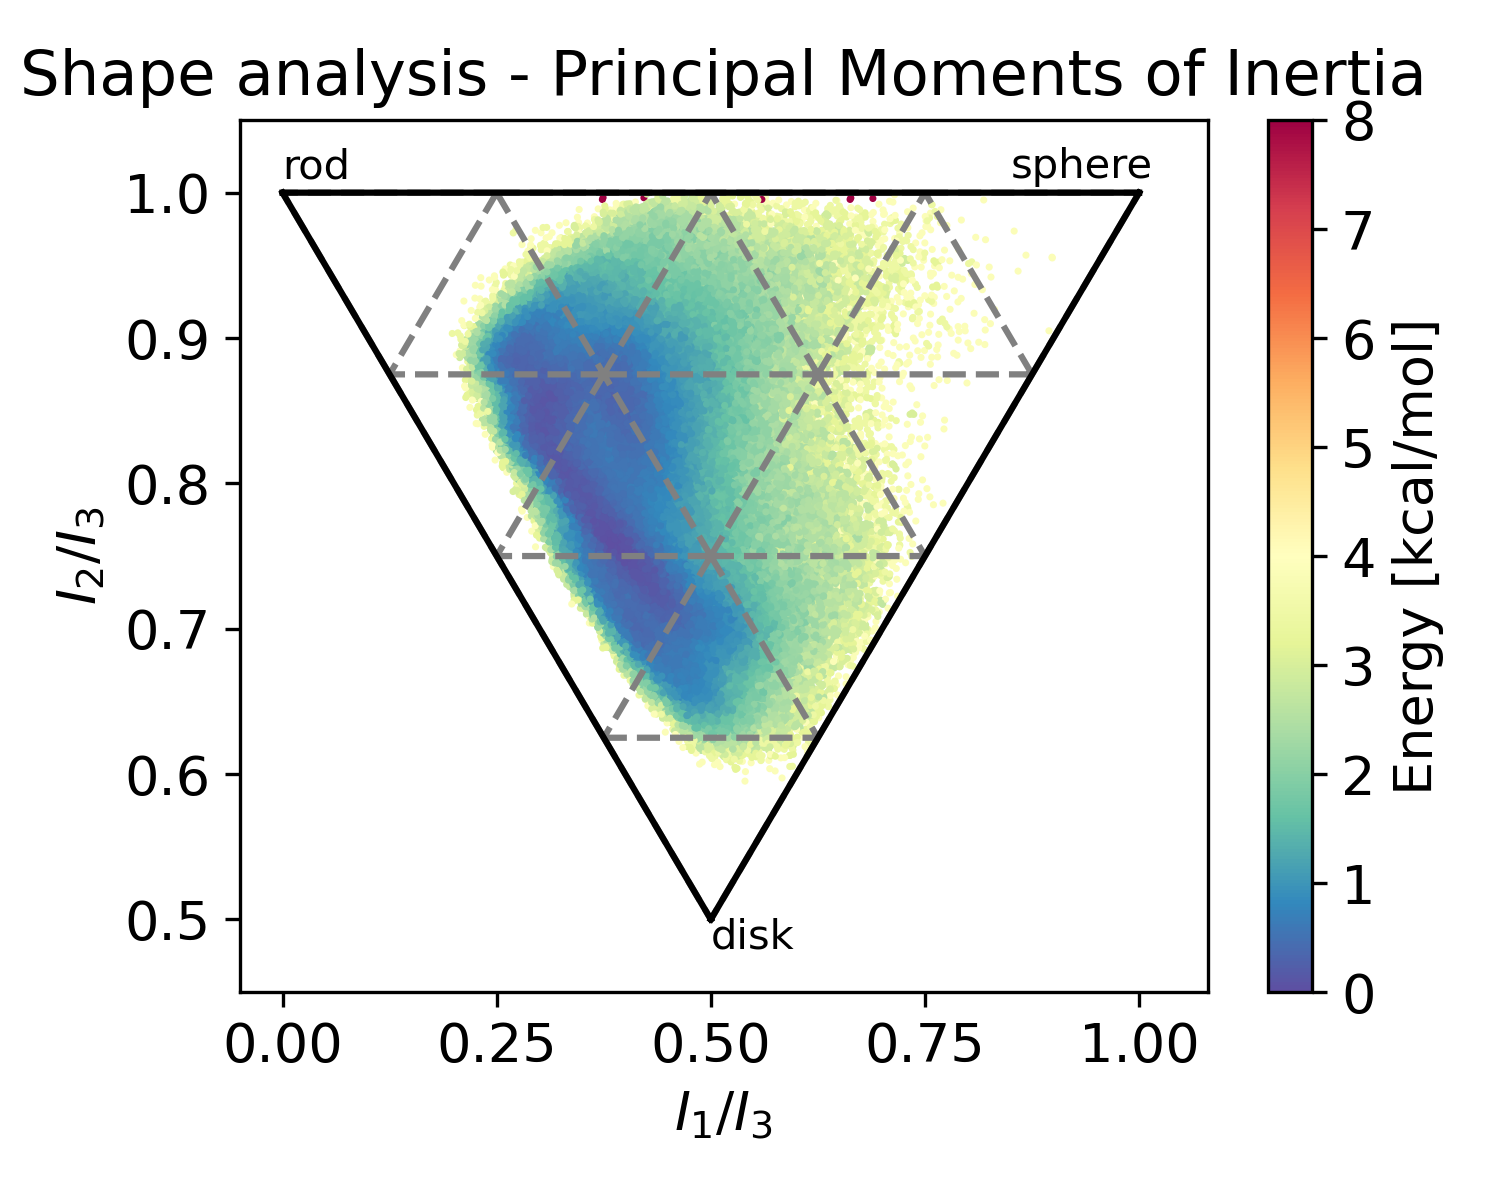 Shape analysis - Principal Moments of Inertia
rod
sphere
disk
1.0
0.9
0.8
0.7
0.6
0.5
I2/I3
0.00
0.25
0.50
0.75
1.00
I1/I3
8
7
6
5
4
3
2
1
0
Energy [kcal/mol]